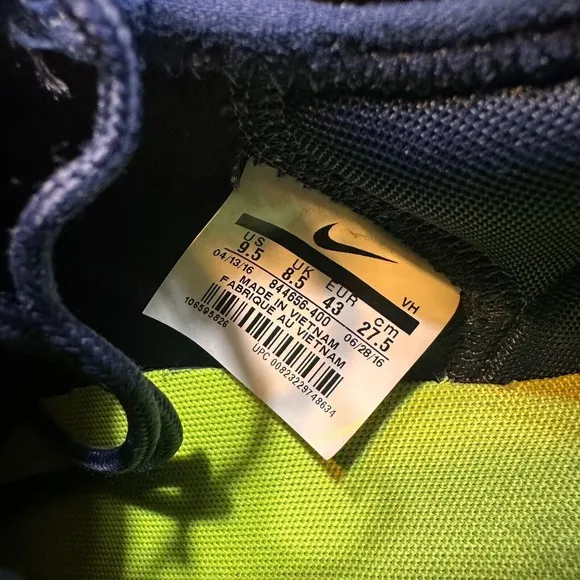 US UK EUR cm
9.5 8.5 43 27.5
04/13/16 844656-400 06/28/16
MADE IN VIETNAM
FABRIQUE AU VIETNAM
106595826
UPC 00823229748634
VH